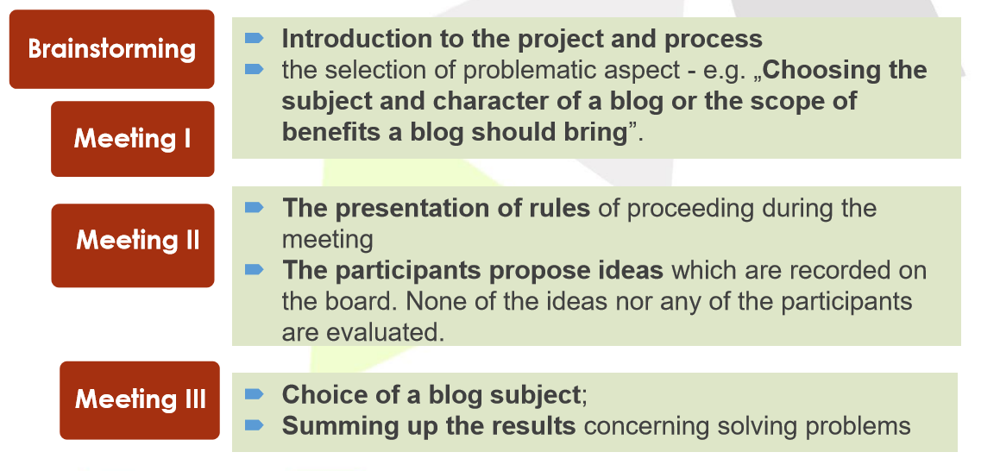 Brainstorming
Meeting I
Introduction to the project and process
the selection of problematic aspect - e.g. „Choosing the
subject and character of a blog or the scope of
benefits a blog should bring”.
Meeting II
The presentation of rules of proceeding during the
meeting
The participants propose ideas which are recorded on
the board. None of the ideas nor any of the participants
are evaluated.
Meeting III
Choice of a blog subject;
Summing up the results concerning solving problems